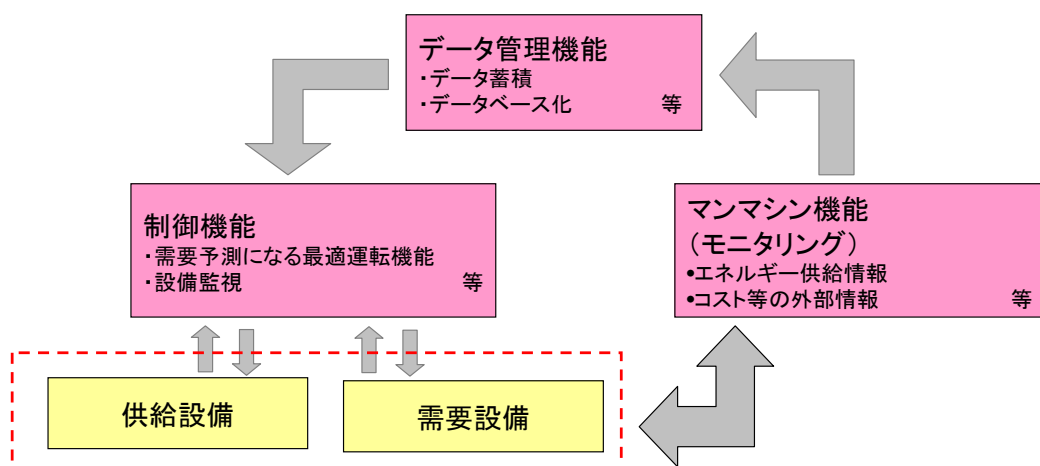 データ管理機能
・データ蓄積
・データベース化 等
制御機能
・需要予測になる最適運転機能
・設備監視 等
マンマシン機能
（モニタリング）
•エネルギー供給情報
•コスト等の外部情報 等
供給設備
需要設備